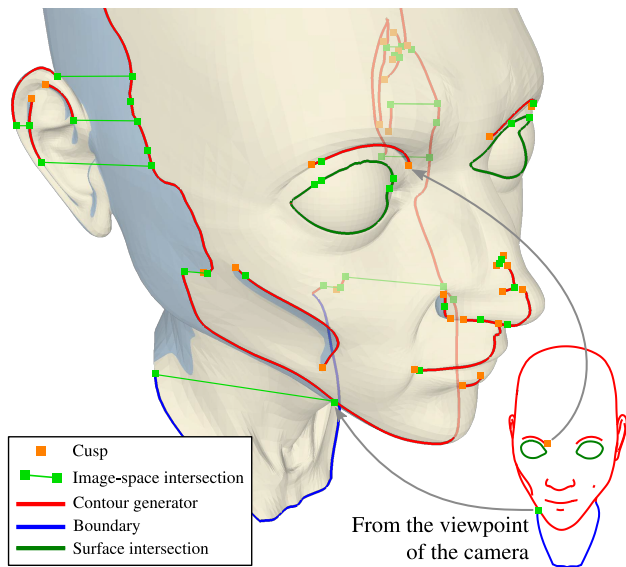 Cusp
Image-space intersection
Contour generator
Boundary
Surface intersection
From the viewpoint
of the camera